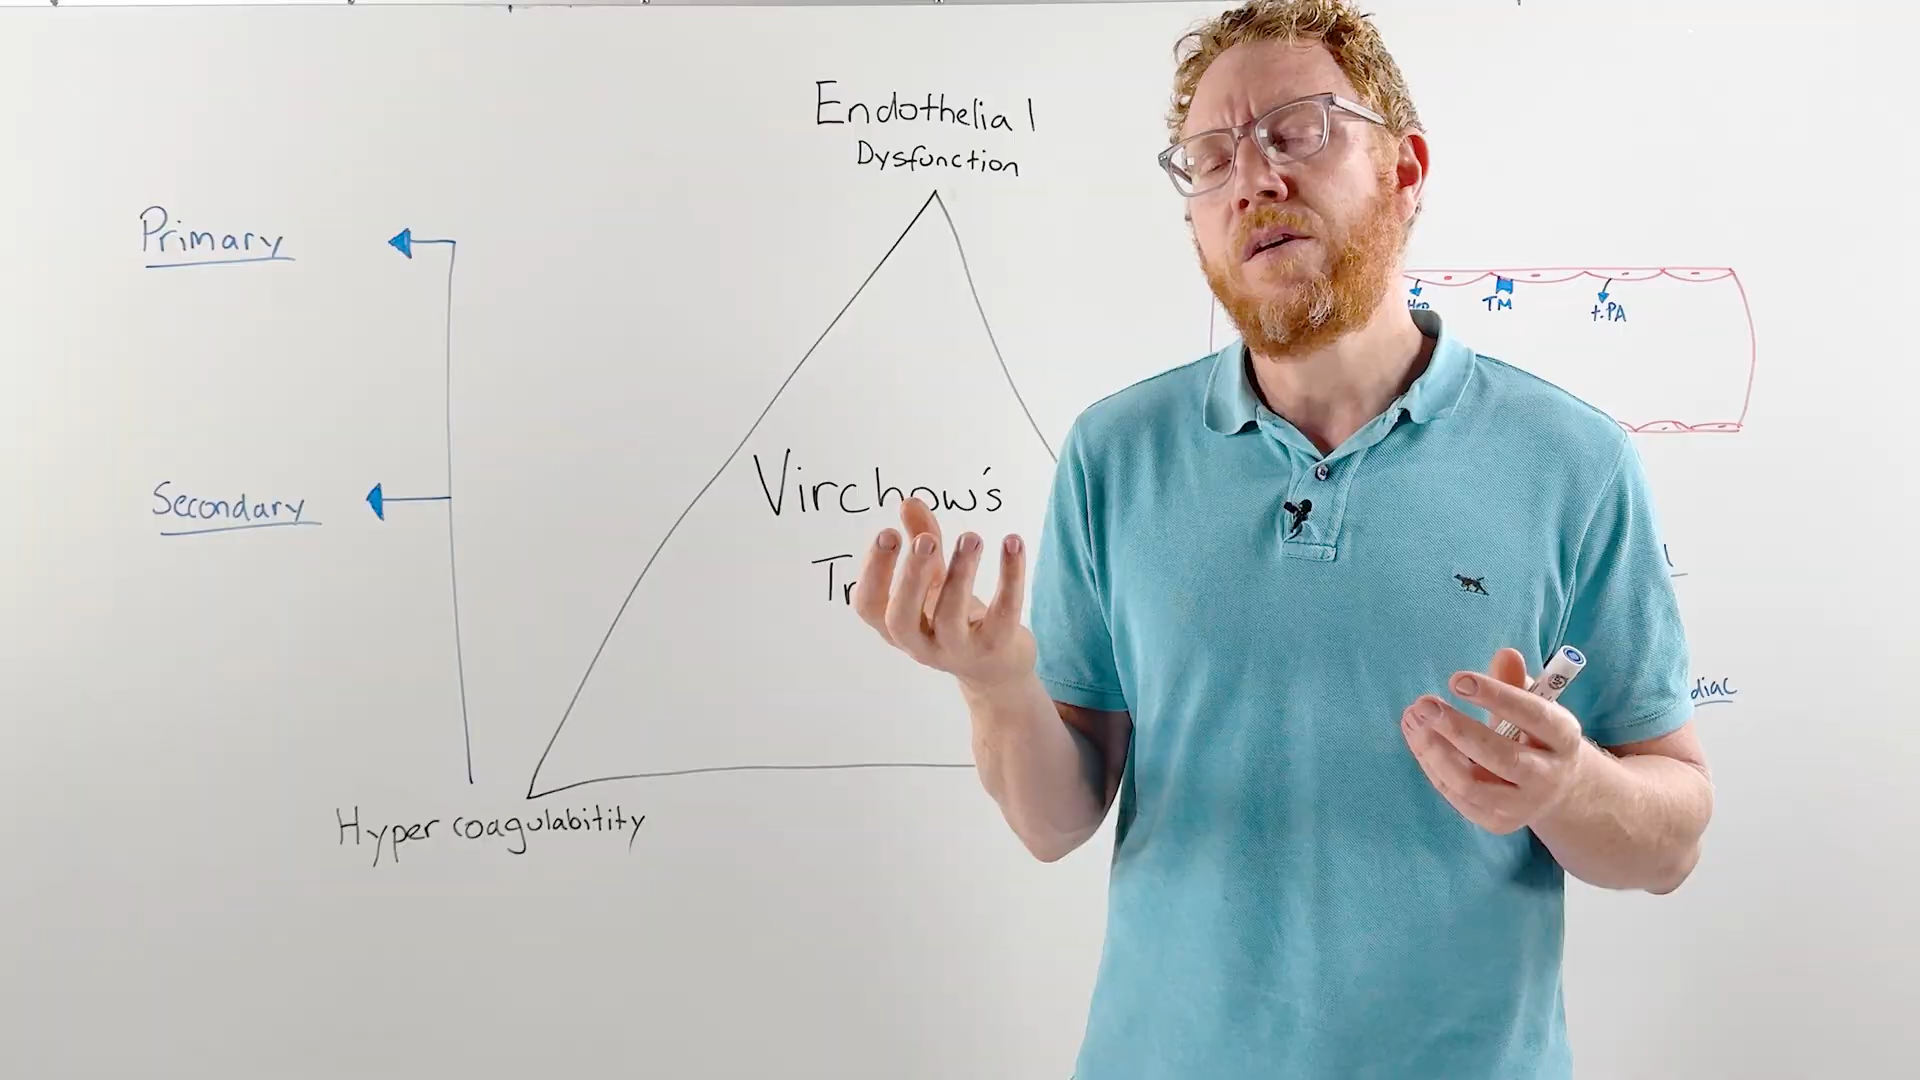 Endothelial
Dysfunction
Primary
TM
t-PA
Secondary
Virchow's
Hyper coagulabitity